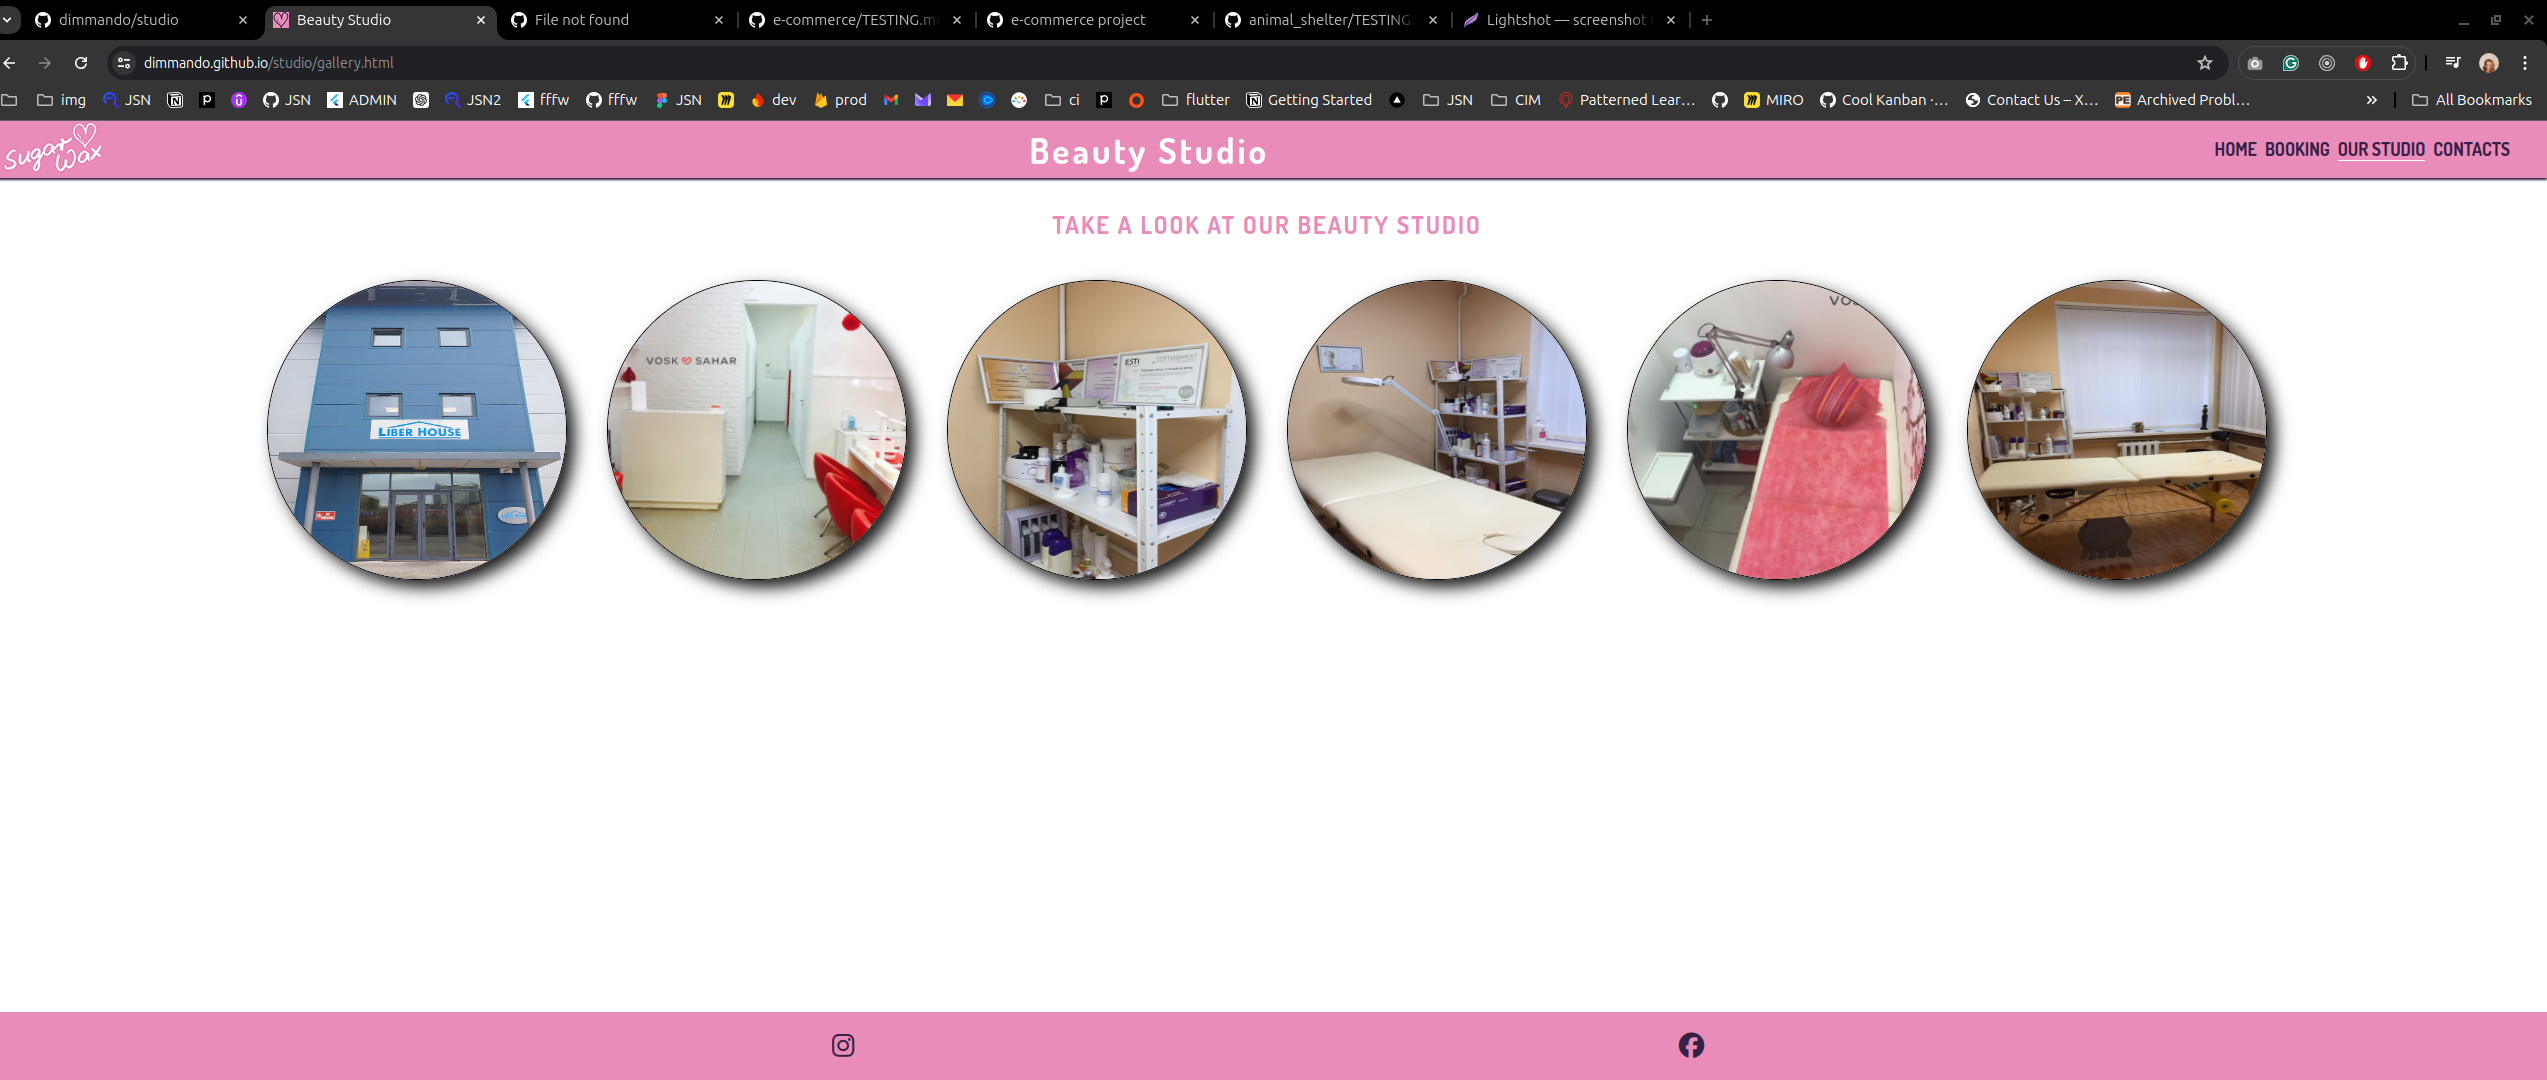 dimmando/studio
Beauty Studio
File not found
e-commerce/TESTING.m
e-commerce project
animal_shelter/TESTING
Lightshot — screenshot
dimmando.github.io/studio/gallery.html
img JSN JSN ADMIN JSN2 fffw fffw JSN dev prod ci flutter Getting Started JSN CIM Patterned Lear… MIRO Cool Kanban ·… Contact Us – X… PE Archived Probl… » All Bookmarks
Sugar Wax
Beauty Studio
HOME BOOKING OUR STUDIO CONTACTS
TAKE A LOOK AT OUR BEAUTY STUDIO
LIBER HOUSE
VOSK SAHAR
ESTI СЕРТИФИКАТ
VOS